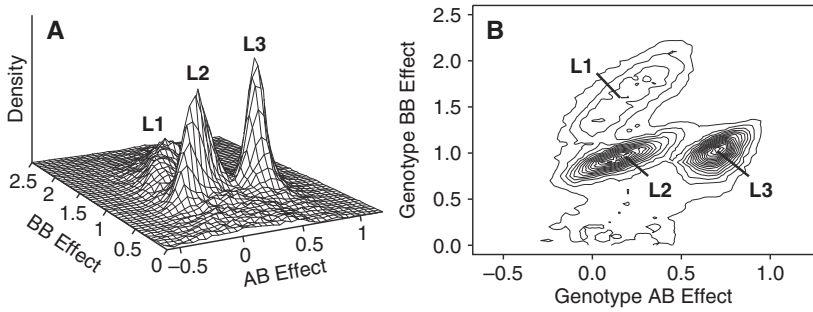 A
L3
L2
L1
Density
2.5
2
1.5
1
0.5
0
BB Effect
–0.5
0
0.5
1
AB Effect
B
2.5
2.0
1.5
1.0
0.5
0.0
Genotype BB Effect
L1
L2
L3
–0.5
0.0
0.5
1.0
Genotype AB Effect